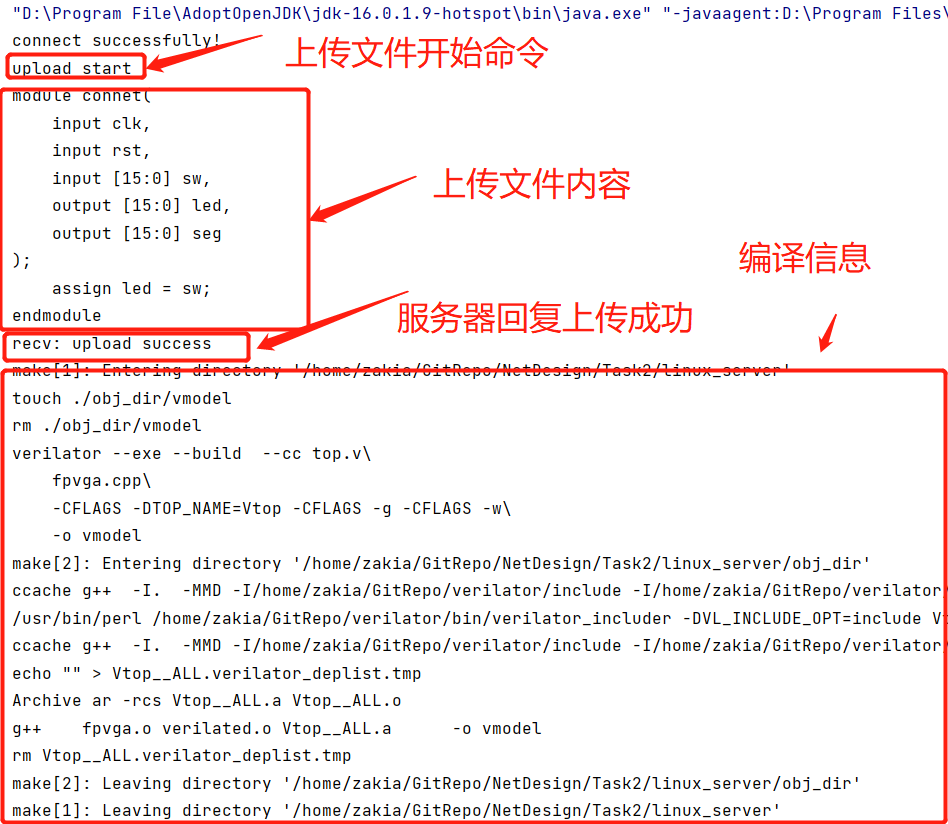 "D:\Program File\AdoptOpenJDK\jdk-16.0.1.9-hotspot\bin\java.exe" "-javaagent:D:\Program Files\
connect successfully!
上传文件开始命令
upload start
module connet(
    input clk,
    input rst,
    input [15:0] sw,
上传文件内容
    output [15:0] led,
    output [15:0] seg
);
编译信息
    assign led = sw;
endmodule
服务器回复上传成功
recv: upload success
make[1]: Entering directory '/home/zakia/GitRepo/NetDesign/Task2/linux_server'
touch ./obj_dir/vmodel
rm ./obj_dir/vmodel
verilator --exe --build  --cc top.v\
    fpvga.cpp\
    -CFLAGS -DTOP_NAME=Vtop -CFLAGS -g -CFLAGS -w\
    -o vmodel
make[2]: Entering directory '/home/zakia/GitRepo/NetDesign/Task2/linux_server/obj_dir'
ccache g++  -I.  -MMD -I/home/zakia/GitRepo/verilator/include -I/home/zakia/GitRepo/verilator
/usr/bin/perl /home/zakia/GitRepo/verilator/bin/verilator_includer -DVL_INCLUDE_OPT=include
ccache g++  -I.  -MMD -I/home/zakia/GitRepo/verilator/include -I/home/zakia/GitRepo/verilator
echo "" > Vtop__ALL.verilator_deplist.tmp
Archive ar -rcs Vtop__ALL.a Vtop__ALL.o
g++    fpvga.o verilated.o Vtop__ALL.a      -o vmodel
rm Vtop__ALL.verilator_deplist.tmp
make[2]: Leaving directory '/home/zakia/GitRepo/NetDesign/Task2/linux_server/obj_dir'
make[1]: Leaving directory '/home/zakia/GitRepo/NetDesign/Task2/linux_server'